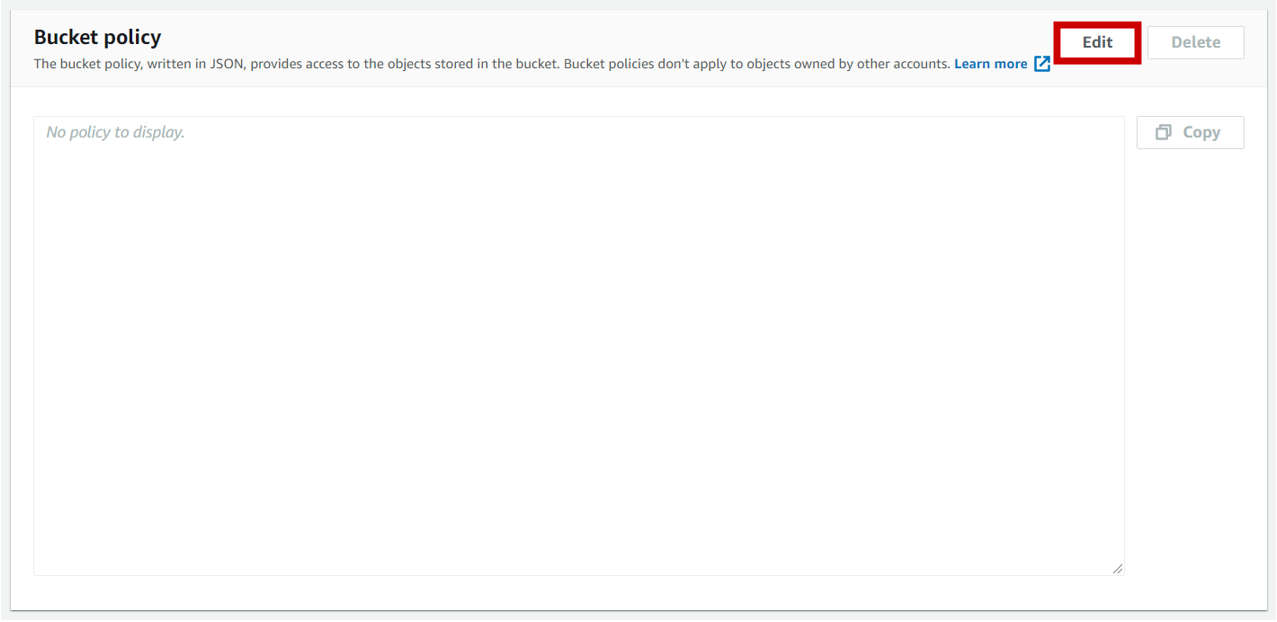 Bucket policy
Edit
Delete
The bucket policy, written in JSON, provides access to the objects stored in the bucket. Bucket policies don't apply to objects owned by other accounts. Learn more
No policy to display.
Copy